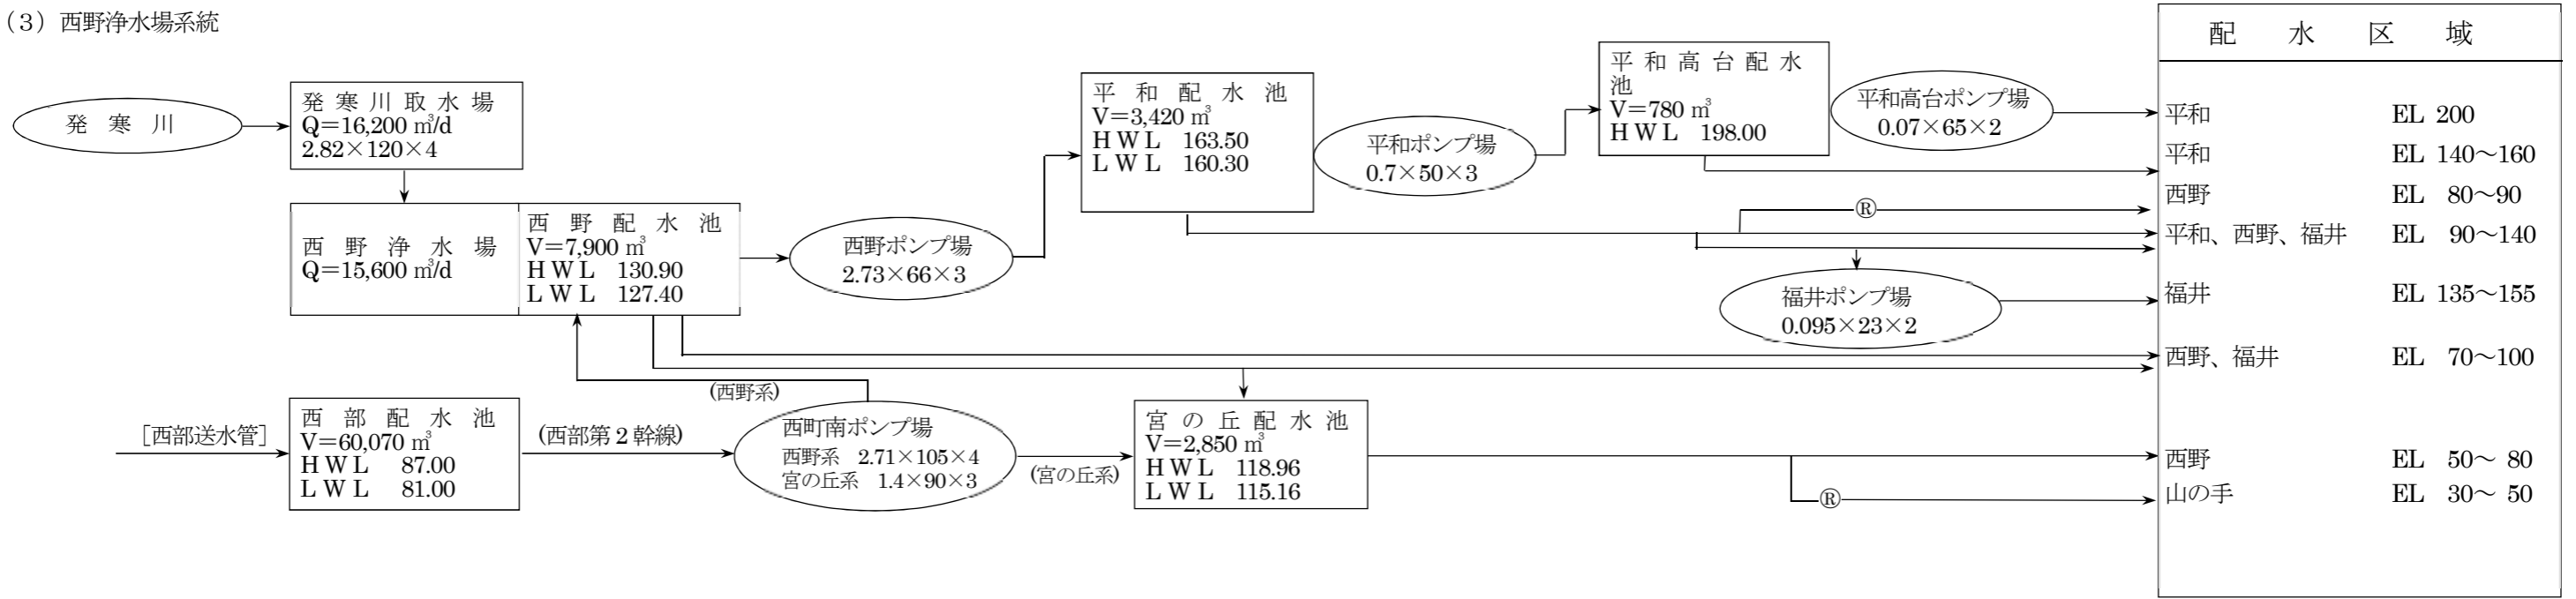 （3）西野浄水場系統
発寒川
発寒川取水場
Q＝16,200 ㎥/d
2.82×120×4
西野浄水場
Q＝15,600 ㎥/d
西野配水池
V＝7,900 ㎥
HWL 130.90
LWL 127.40
西野ポンプ場
2.73×66×3
平和配水池
V＝3,420 ㎥
HWL 163.50
LWL 160.30
平和ポンプ場
0.7×50×3
平和高台配水
池
V＝780 ㎥
HWL 198.00
平和高台ポンプ場
0.07×65×2
Ⓡ
福井ポンプ場
0.095×23×2
(西野系)
［西部送水管］
西部配水池
V＝60,070 ㎥
HWL 87.00
LWL 81.00
(西部第２幹線)
西町南ポンプ場
西野系 2.71×105×4
宮の丘系 1.4×90×3
(宮の丘系)
宮の丘配水池
V＝2,850 ㎥
HWL 118.96
LWL 115.16
Ⓡ
配水区域
平和 EL 200
平和 EL 140～160
西野 EL 80～90
平和、西野、福井 EL 90～140
福井 EL 135～155
西野、福井 EL 70～100
西野 EL 50～ 80
山の手 EL 30～ 50